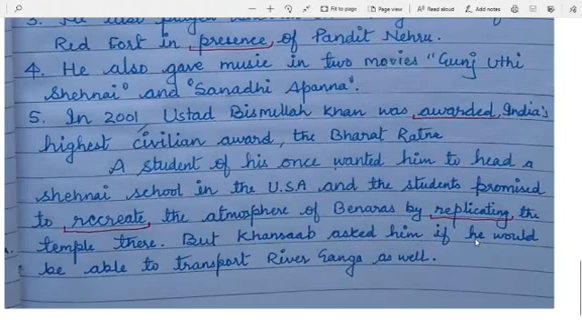 Fit to page
Page view
Read aloud
Add notes
Red Fort in presence of Pandit Nehru.
4. He also gave music in two movies "Gunj Uthi
Shehnai" and "Sanadhi Apanna".
5. In 2001, Ustad Bismillah Khan was awarded, India's
highest civilian award, the Bharat Ratna
A student of his once wanted him to head a
shehnai school in the U.S.A and the students promised
to recreate, the atmosphere of Benaras by replicating, the
temple there. But Khansaab asked him if he would
be able to transport River Ganga as well.